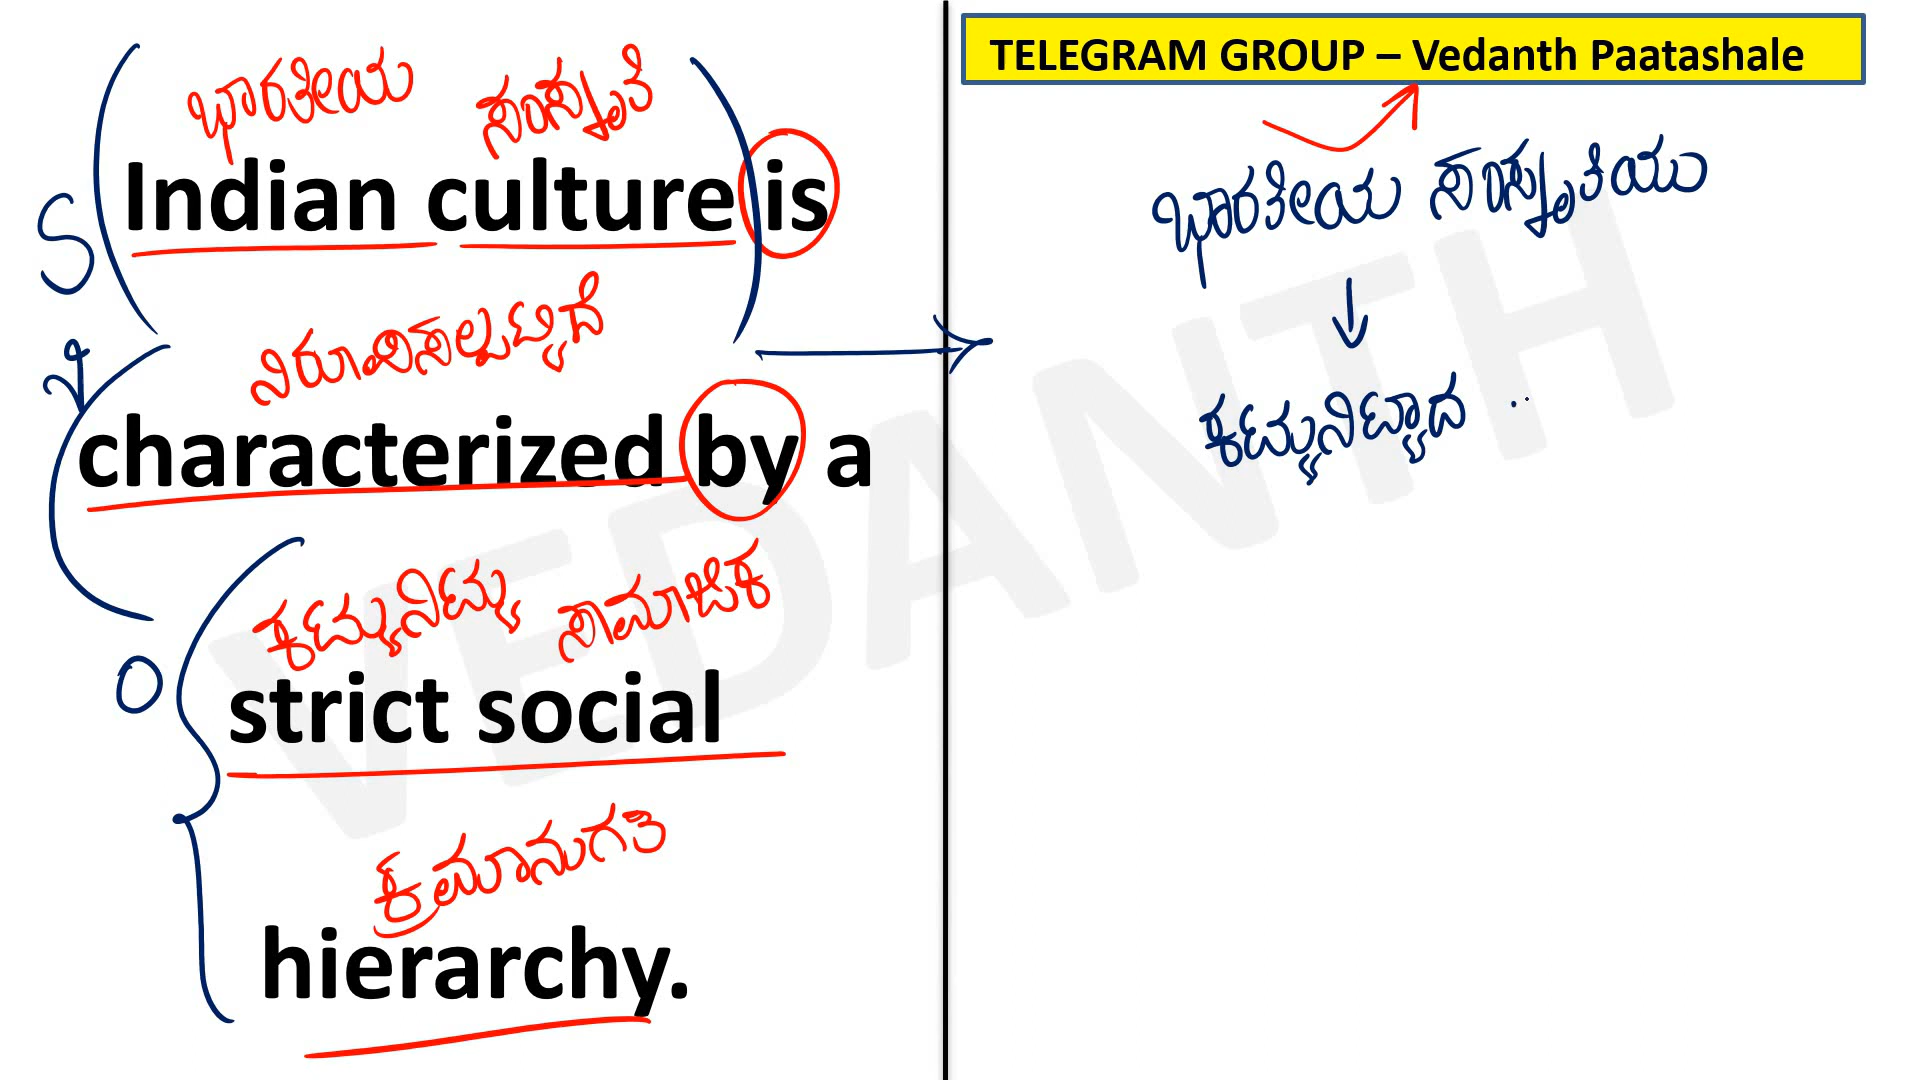 ಭಾರತೀಯ ಸಂಸ್ಕೃತಿ
S Indian culture is
ನಿರೂಪಿಸಲ್ಪಟ್ಟಿದೆ
V characterized by a
ಕಟ್ಟುನಿಟ್ಟು ಸಾಮಾಜಿಕ
O strict social
ಕ್ರಮಾನುಗತಿ
hierarchy.
TELEGRAM GROUP – Vedanth Paatashale
ಭಾರತೀಯ ಸಂಸ್ಕೃತಿಯು
ಕಟ್ಟುನಿಟ್ಟಾದ ..
VEDANTH